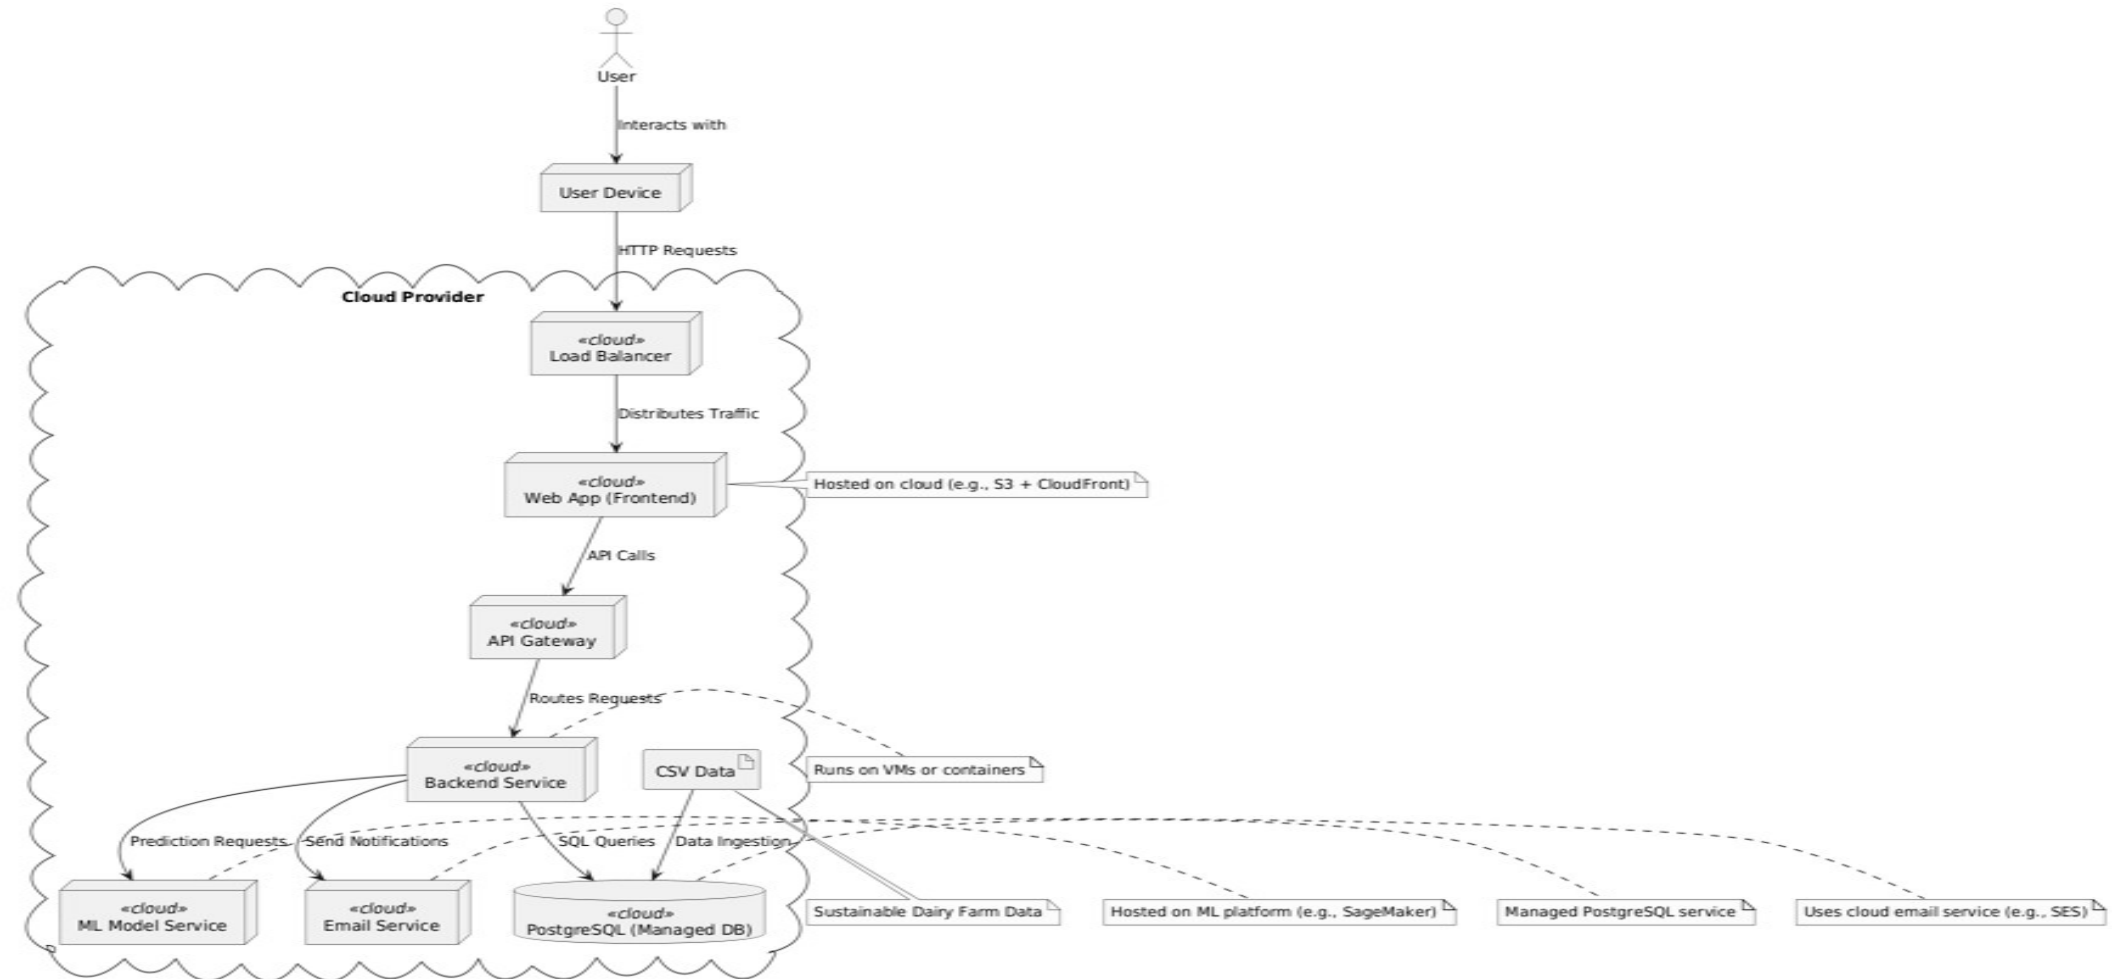 User
Interacts with
User Device
HTTP Requests
Cloud Provider
«cloud»
Load Balancer
Distributes Traffic
«cloud»
Web App (Frontend)
Hosted on cloud (e.g., S3 + CloudFront)
API Calls
«cloud»
API Gateway
Routes Requests
«cloud»
Backend Service
CSV Data
Runs on VMs or containers
Prediction Requests
Send Notifications
SQL Queries
Data Ingestion
«cloud»
ML Model Service
«cloud»
Email Service
«cloud»
PostgreSQL (Managed DB)
Sustainable Dairy Farm Data
Hosted on ML platform (e.g., SageMaker)
Managed PostgreSQL service
Uses cloud email service (e.g., SES)